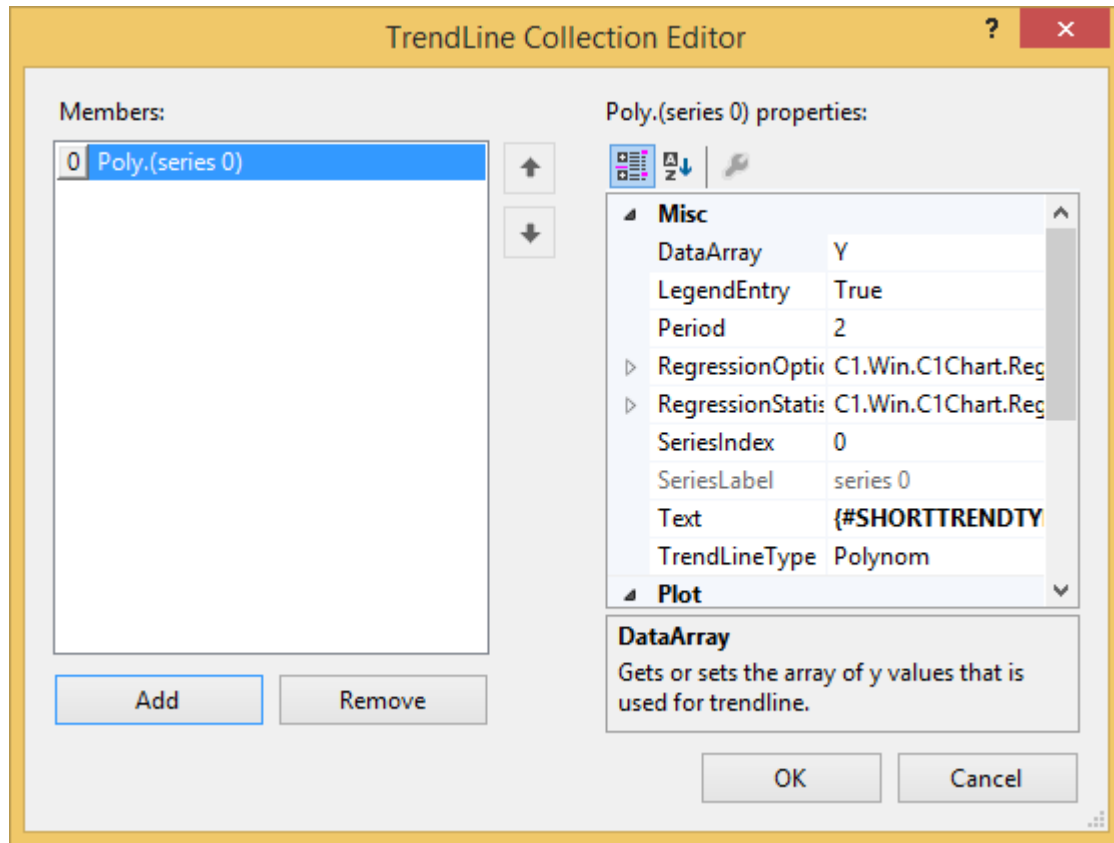 TrendLine Collection Editor
?
Members:
0 Poly.(series 0)
Add
Remove
Poly.(series 0) properties:
Misc
DataArray Y
LegendEntry True
Period 2
RegressionOptic C1.Win.C1Chart.Reg
RegressionStatis C1.Win.C1Chart.Reg
SeriesIndex 0
SeriesLabel series 0
Text {#SHORTTRENDTY
TrendLineType Polynom
Plot
DataArray
Gets or sets the array of y values that is
used for trendline.
OK
Cancel